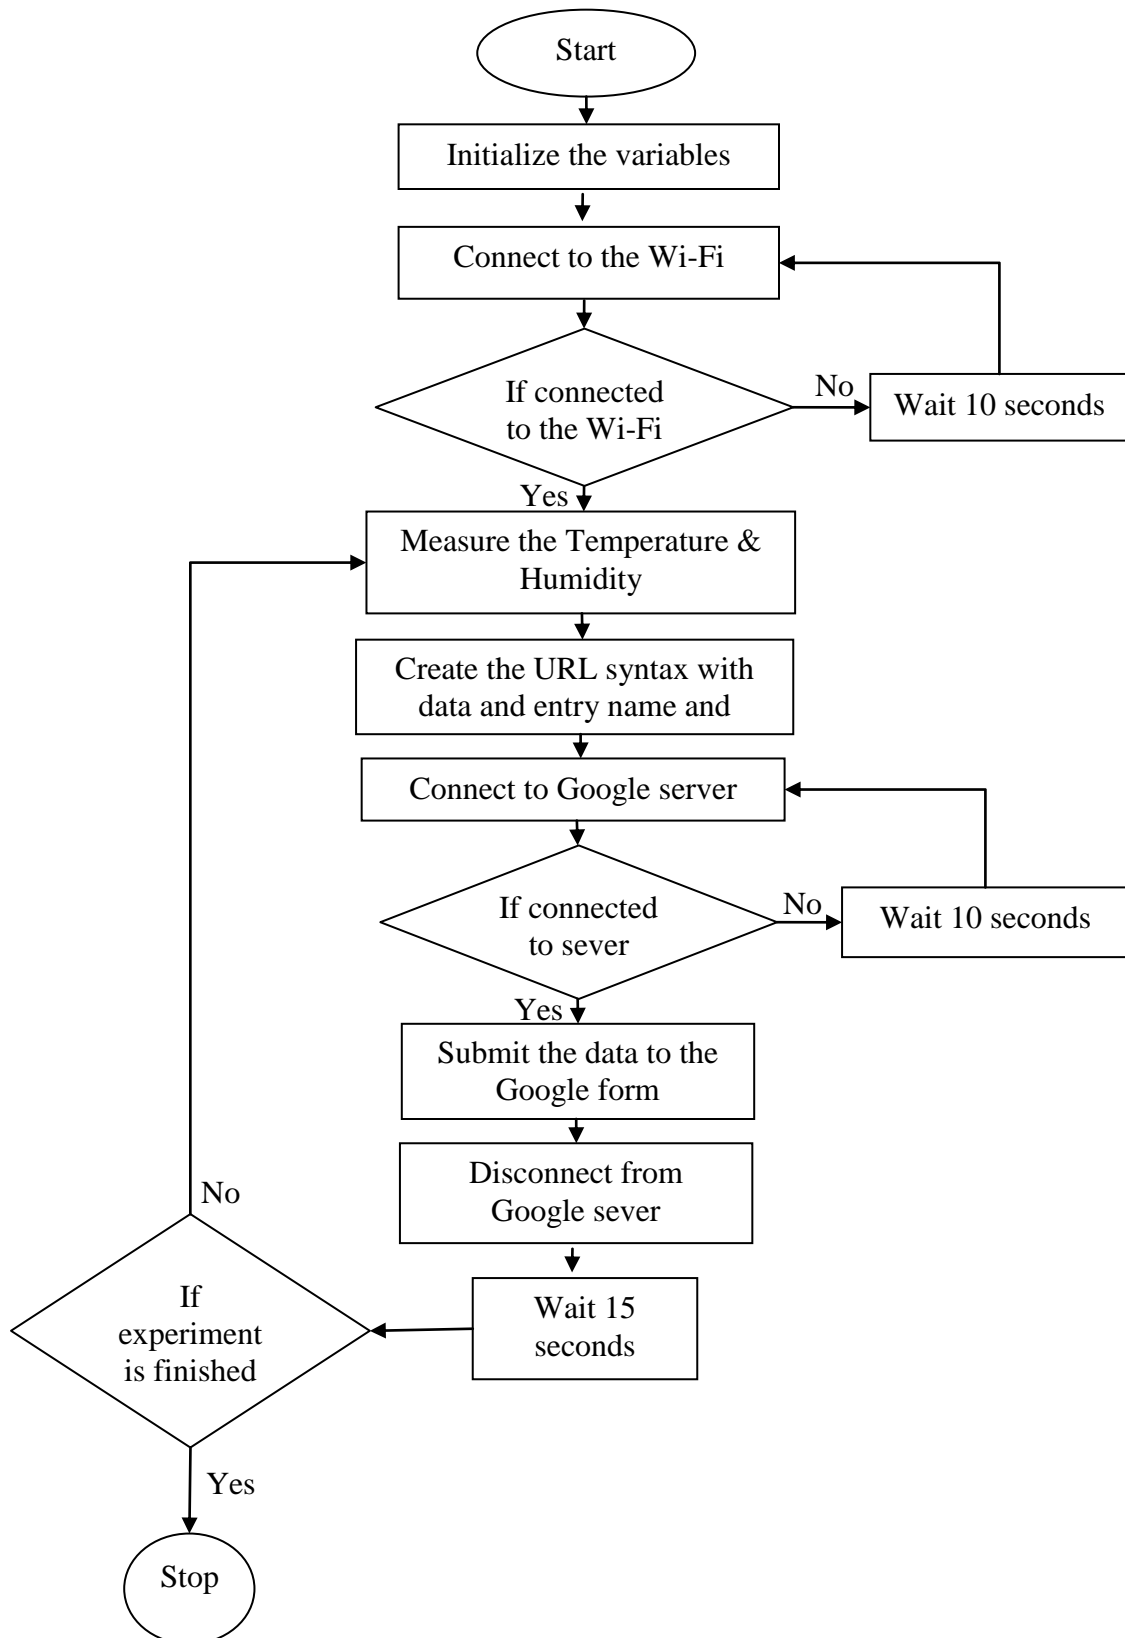 Start
Initialize the variables
Connect to the Wi-Fi
If connected
to the Wi-Fi
No
Wait 10 seconds
Yes
Measure the Temperature &
Humidity
Create the URL syntax with
data and entry name and
Connect to Google server
If connected
to sever
No
Wait 10 seconds
Yes
Submit the data to the
Google form
Disconnect from
Google sever
Wait 15
seconds
If
experiment
is finished
No
Yes
Stop